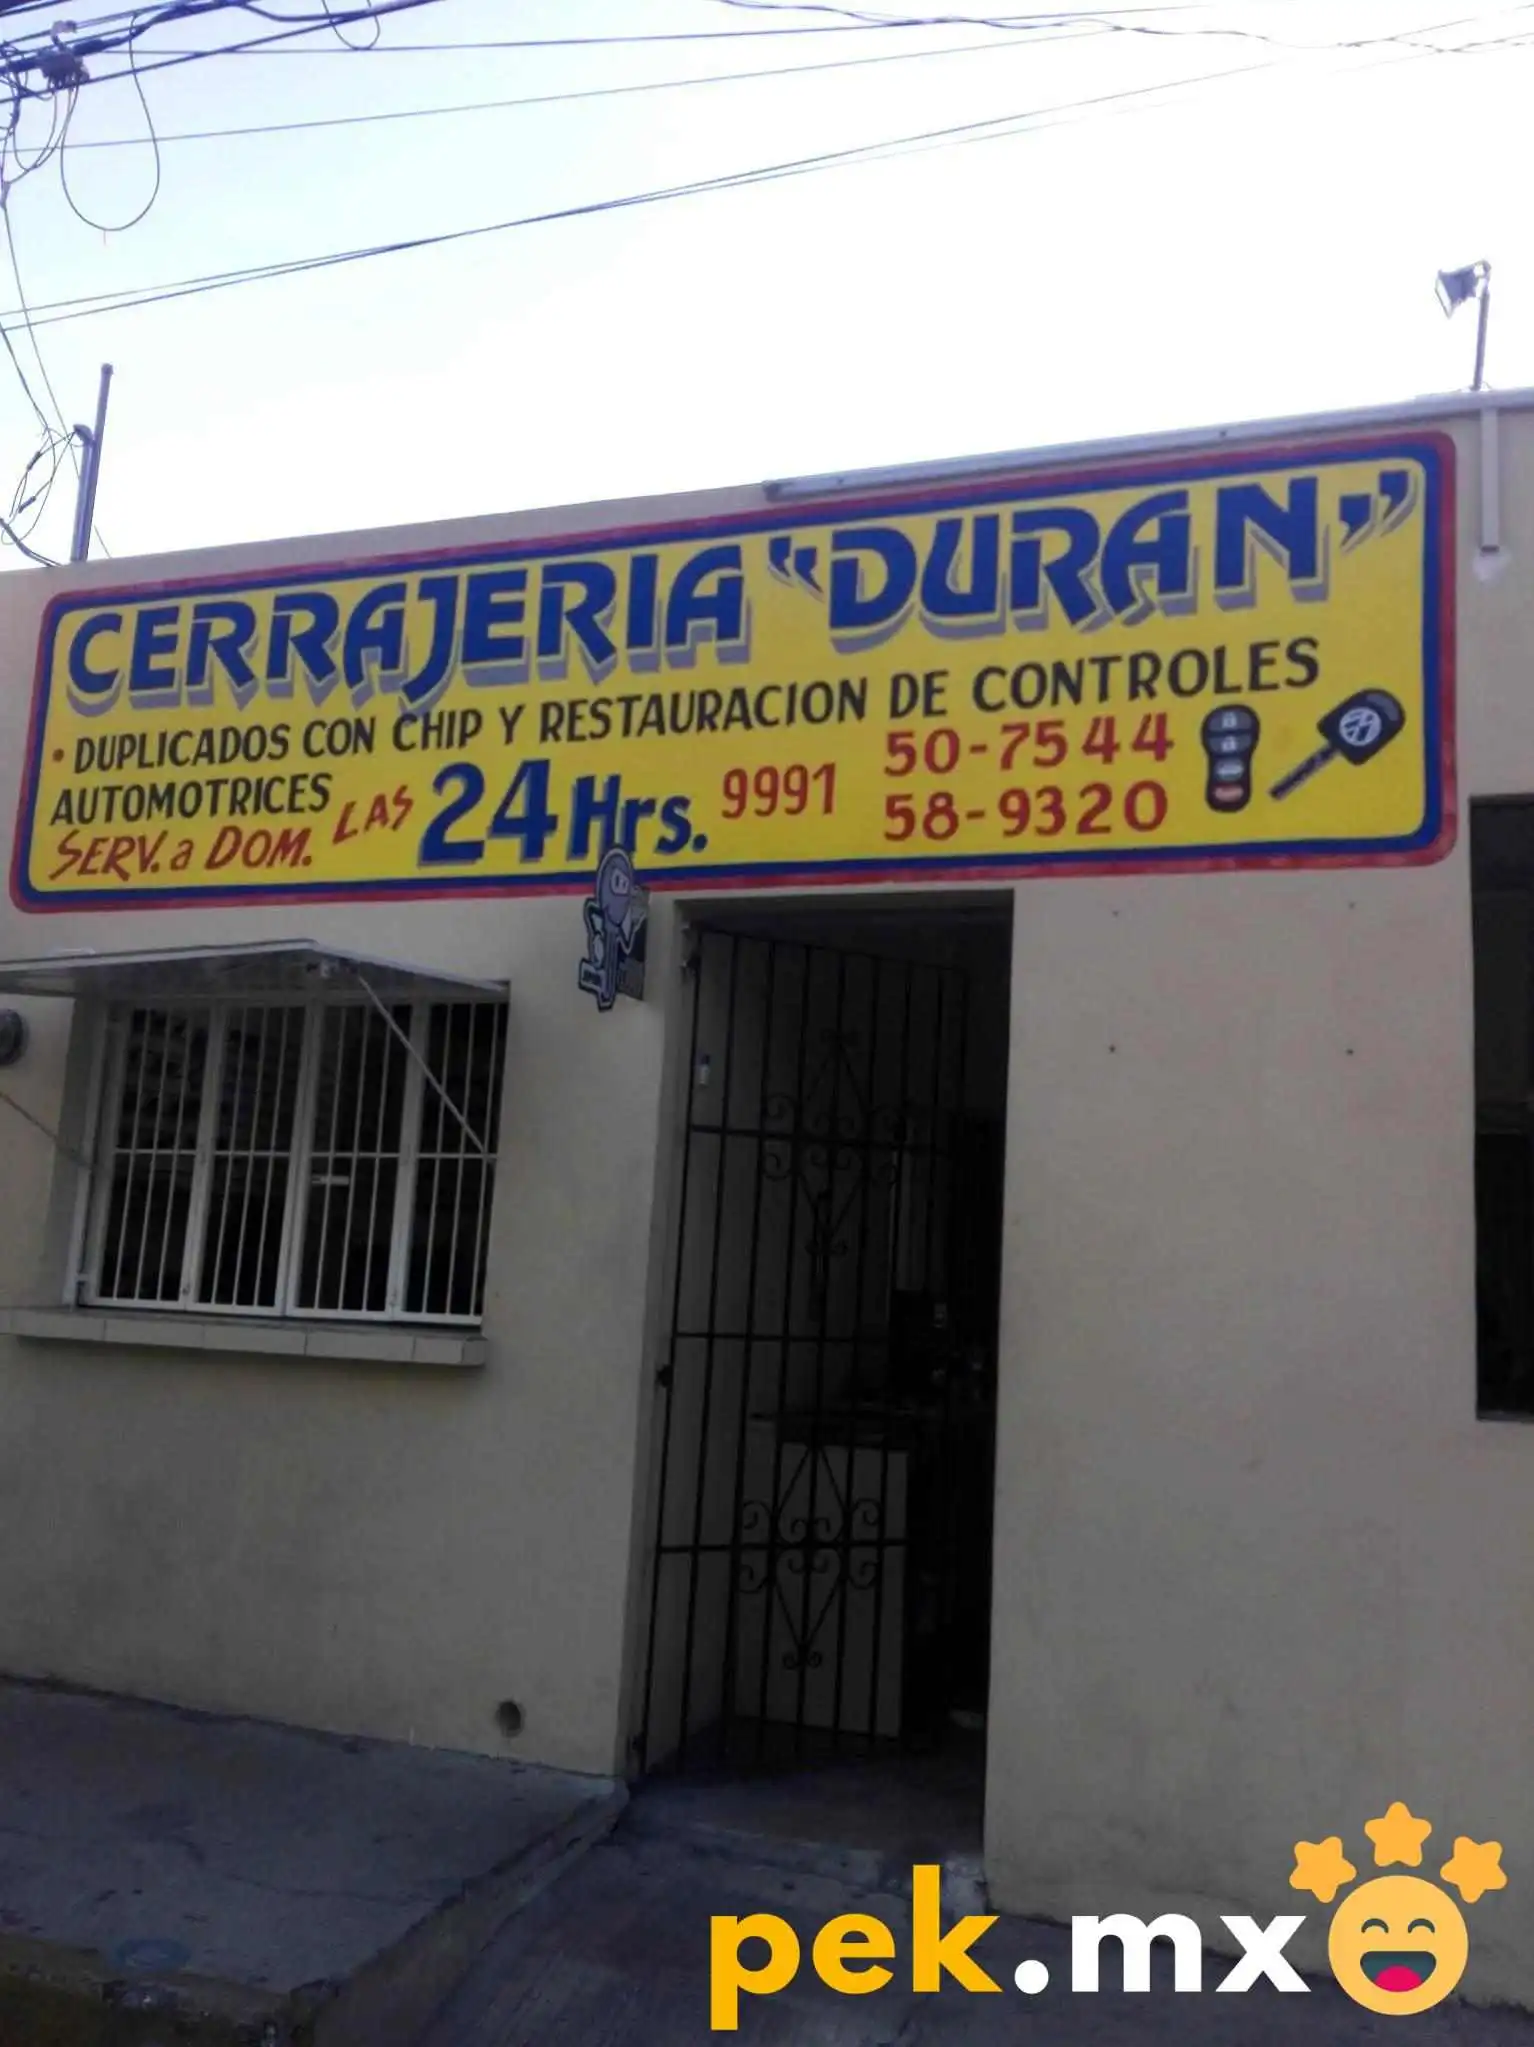 CERRAJERIA "DURAN"
• DUPLICADOS CON CHIP Y RESTAURACION DE CONTROLES
AUTOMOTRICES
SERV. a DOM. LAS 24 Hrs. 9991 50-7544
58-9320
pek.mx